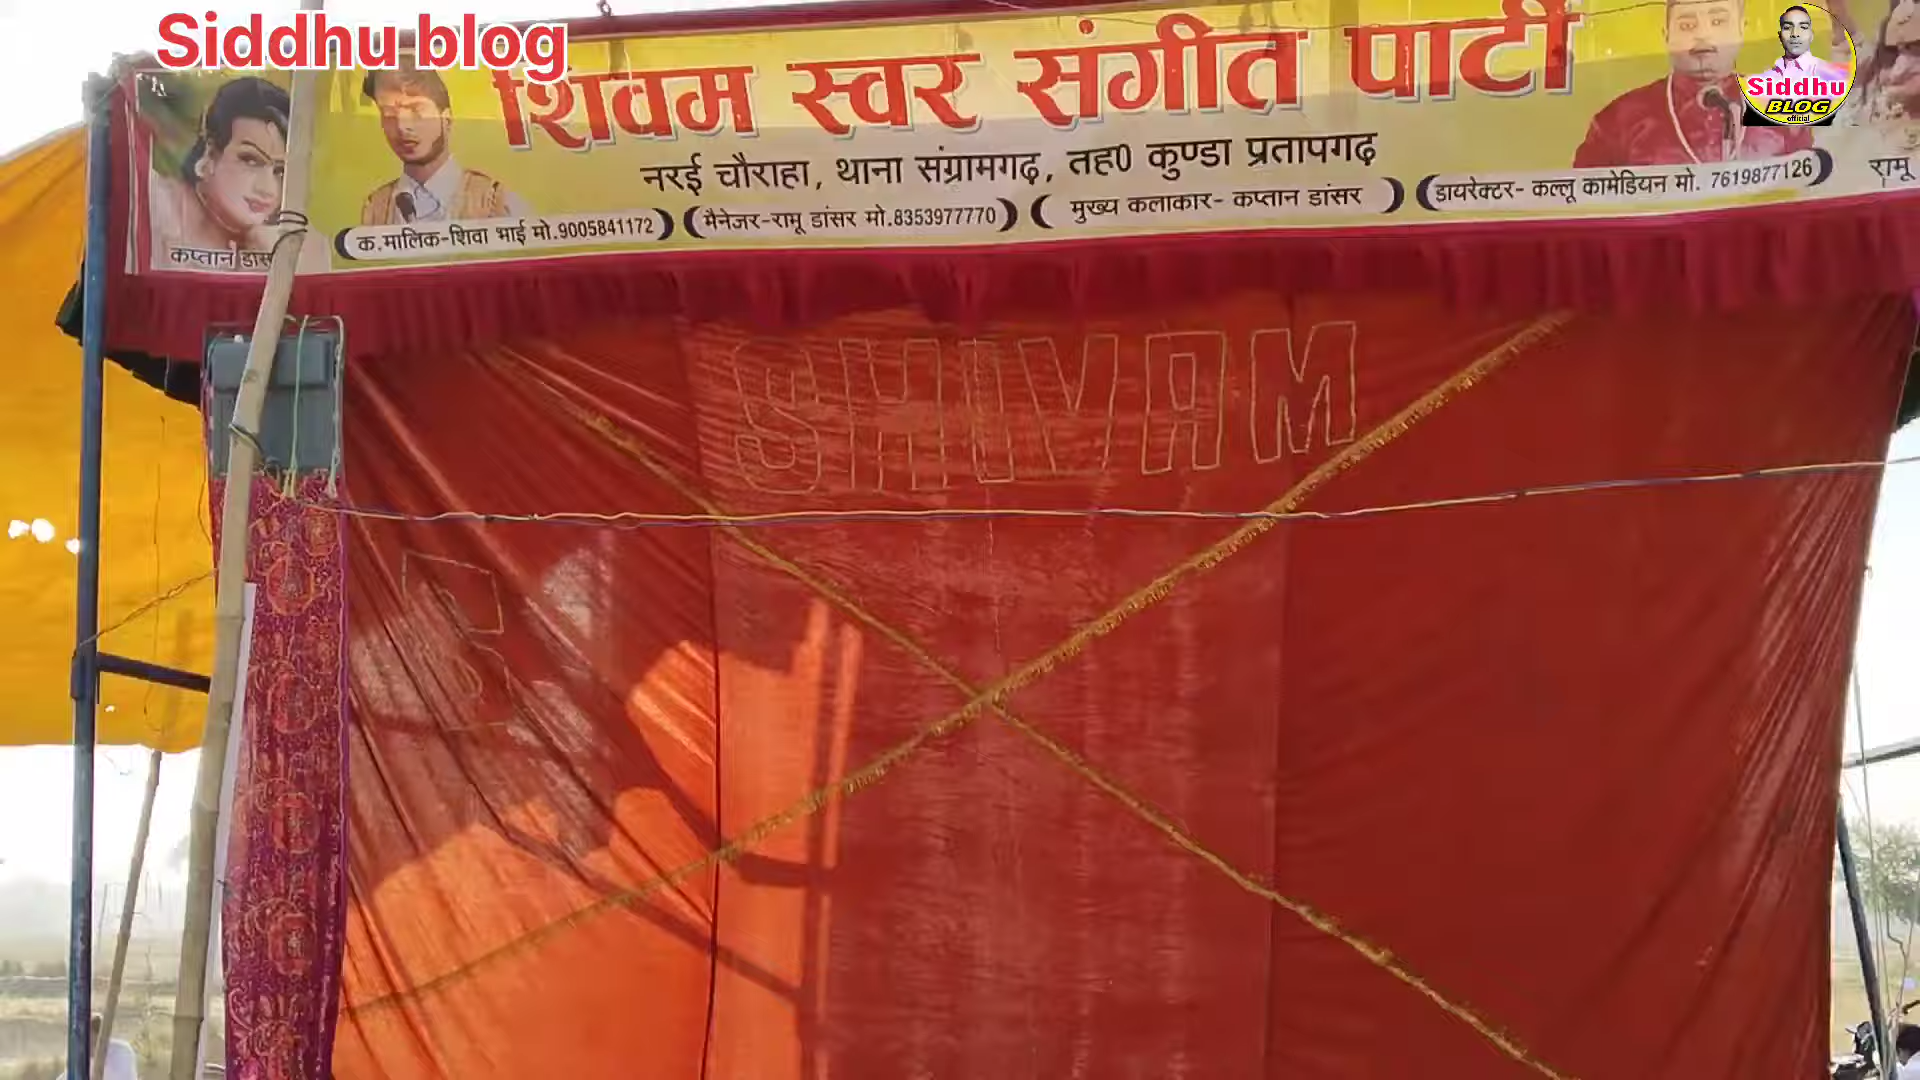 Siddhu blog
शिवम स्वर संगीत पार्टी
Siddhu
BLOG
official
नरई चौराहा, थाना संग्रामगढ़, तह0 कुण्डा प्रतापगढ़
क.मालिक-शिवा भाई मो.9005841172 मैनेजर-रामू डांसर मो.8353977770 मुख्य कलाकार- कप्तान डांसर डायरेक्टर- कल्लू कामेडियन मो. 7619877126 रामू
कप्तान
SHIVAM